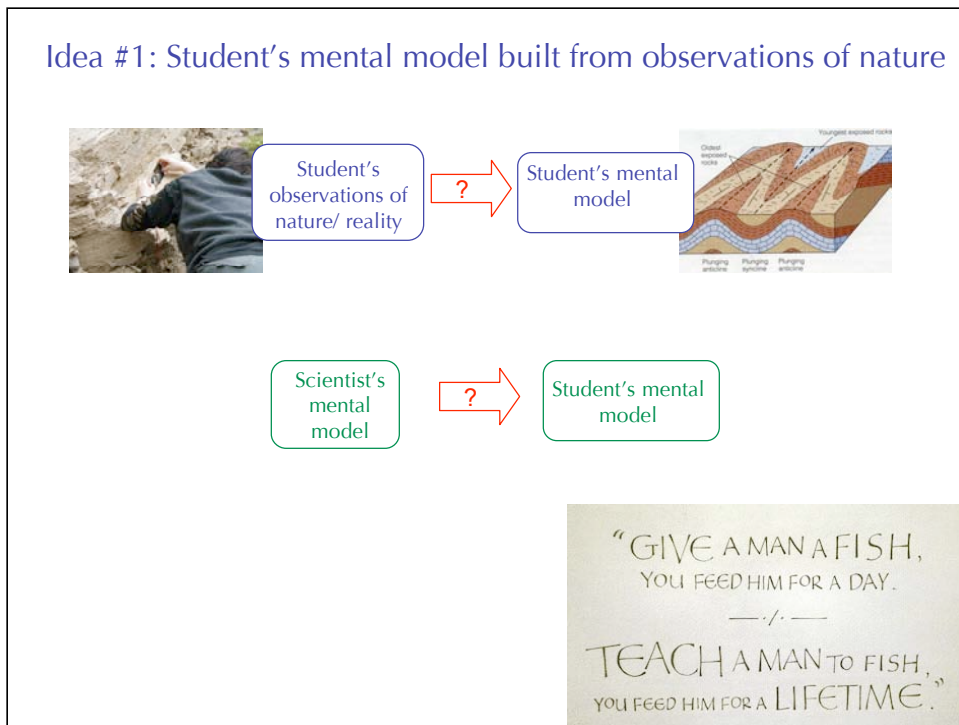 Idea #1: Student's mental model built from observations of nature
Student's
observations of
nature/ reality
?
Student's mental
model
Youngest exposed rocks
Oldest
exposed
rocks
Plunging
anticline
Plunging
syncline
Plunging
anticline
Scientist's
mental
model
?
Student's mental
model
"GIVE A MAN A FISH,
YOU FEED HIM FOR A DAY.
—./.—
TEACH A MAN TO FISH,
YOU FEED HIM FOR A LIFETIME."